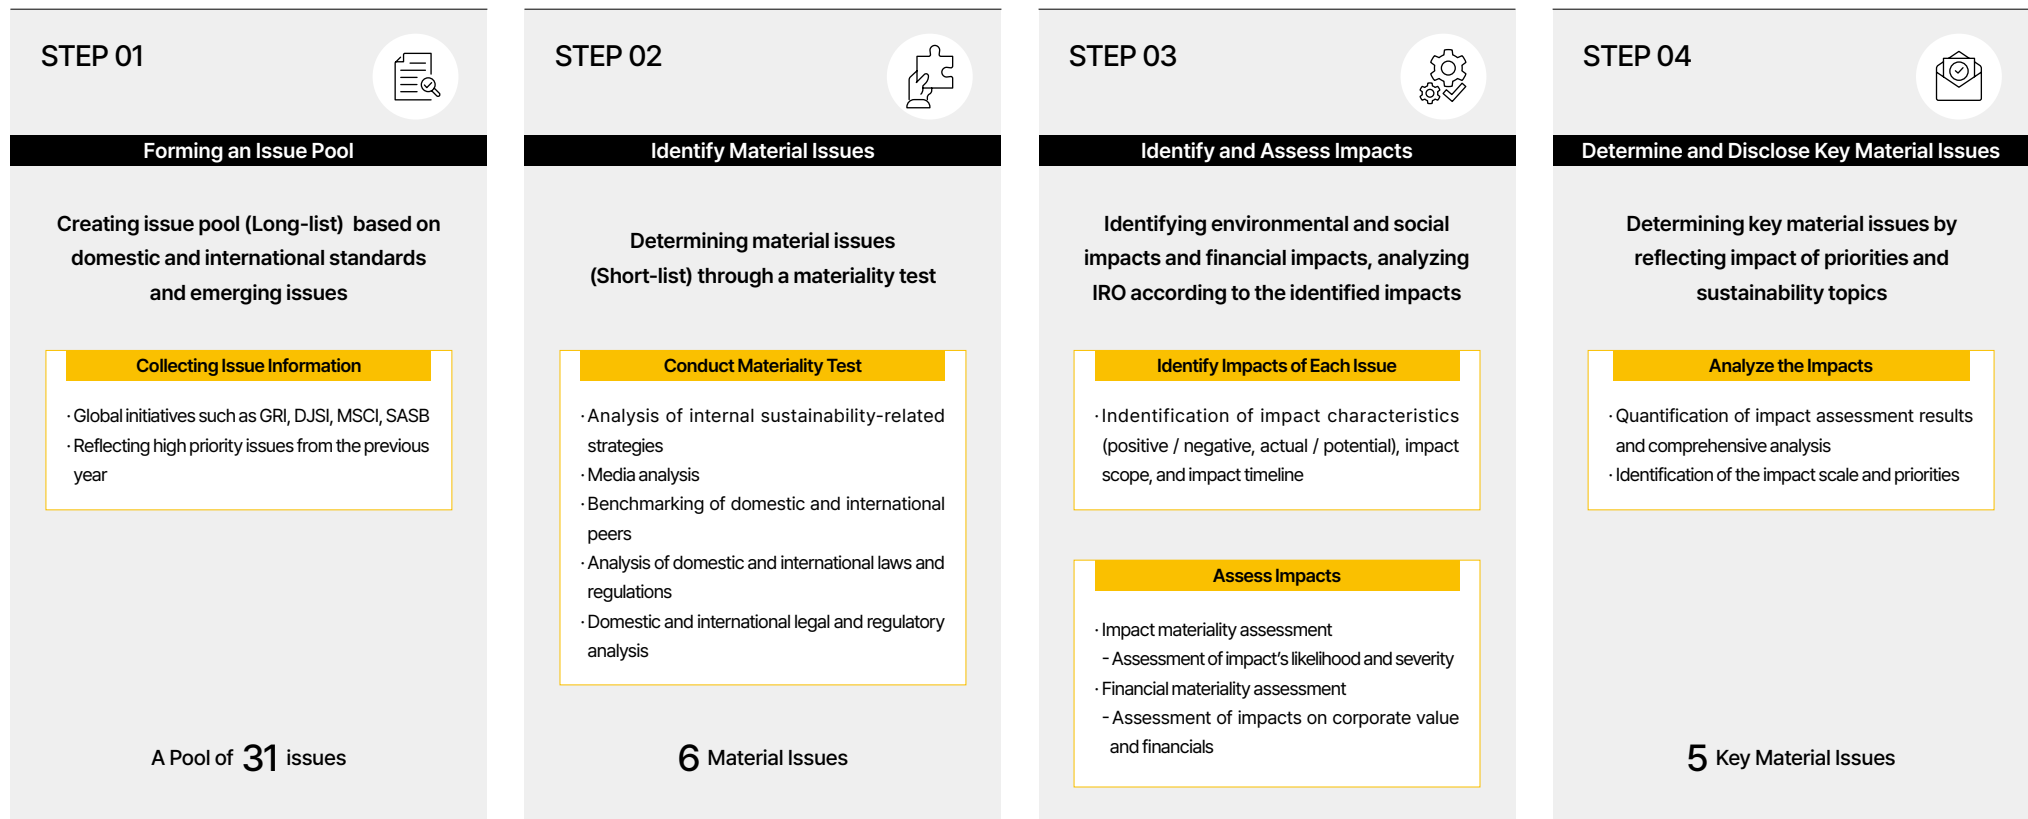 STEP 01
Forming an Issue Pool
Creating issue pool (Long-list) based on
domestic and international standards
and emerging issues
Collecting Issue Information
· Global initiatives such as GRI, DJSI, MSCI, SASB
· Reflecting high priority issues from the previous
year
A Pool of 31 issues
STEP 02
Identify Material Issues
Determining material issues
(Short-list) through a materiality test
Conduct Materiality Test
· Analysis of internal sustainability-related
strategies
· Media analysis
· Benchmarking of domestic and international
peers
· Analysis of domestic and international laws and
regulations
· Domestic and international legal and regulatory
analysis
6 Material Issues
STEP 03
Identify and Assess Impacts
Identifying environmental and social
impacts and financial impacts, analyzing
IRO according to the identified impacts
Identify Impacts of Each Issue
· Indentification of impact characteristics
(positive / negative, actual / potential), impact
scope, and impact timeline
Assess Impacts
· Impact materiality assessment
- Assessment of impact's likelihood and severity
· Financial materiality assessment
- Assessment of impacts on corporate value
and financials
STEP 04
Determine and Disclose Key Material Issues
Determining key material issues by
reflecting impact of priorities and
sustainability topics
Analyze the Impacts
· Quantification of impact assessment results
and comprehensive analysis
· Identification of the impact scale and priorities
5 Key Material Issues